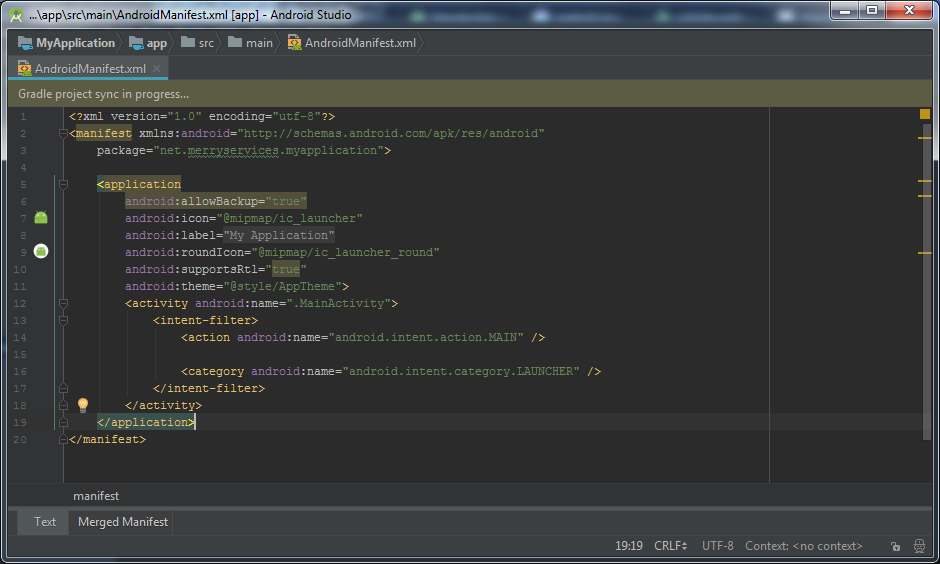 ...\app\src\main\AndroidManifest.xml [app] - Android Studio
MyApplication app src main AndroidManifest.xml
AndroidManifest.xml
Gradle project sync in progress...
1 <?xml version="1.0" encoding="utf-8"?>
2 <manifest xmlns:android="http://schemas.android.com/apk/res/android"
3 package="net.merryservices.myapplication">
4
5 <application
6 android:allowBackup="true"
7 android:icon="@mipmap/ic_launcher"
8 android:label="My Application"
9 android:roundIcon="@mipmap/ic_launcher_round"
10 android:supportsRtl="true"
11 android:theme="@style/AppTheme">
12 <activity android:name=".MainActivity">
13 <intent-filter>
14 <action android:name="android.intent.action.MAIN" />
15
16 <category android:name="android.intent.category.LAUNCHER" />
17 </intent-filter>
18 </activity>
19 </application>
20 </manifest>
manifest
Text Merged Manifest
19:19 CRLF UTF-8 Context: <no context>